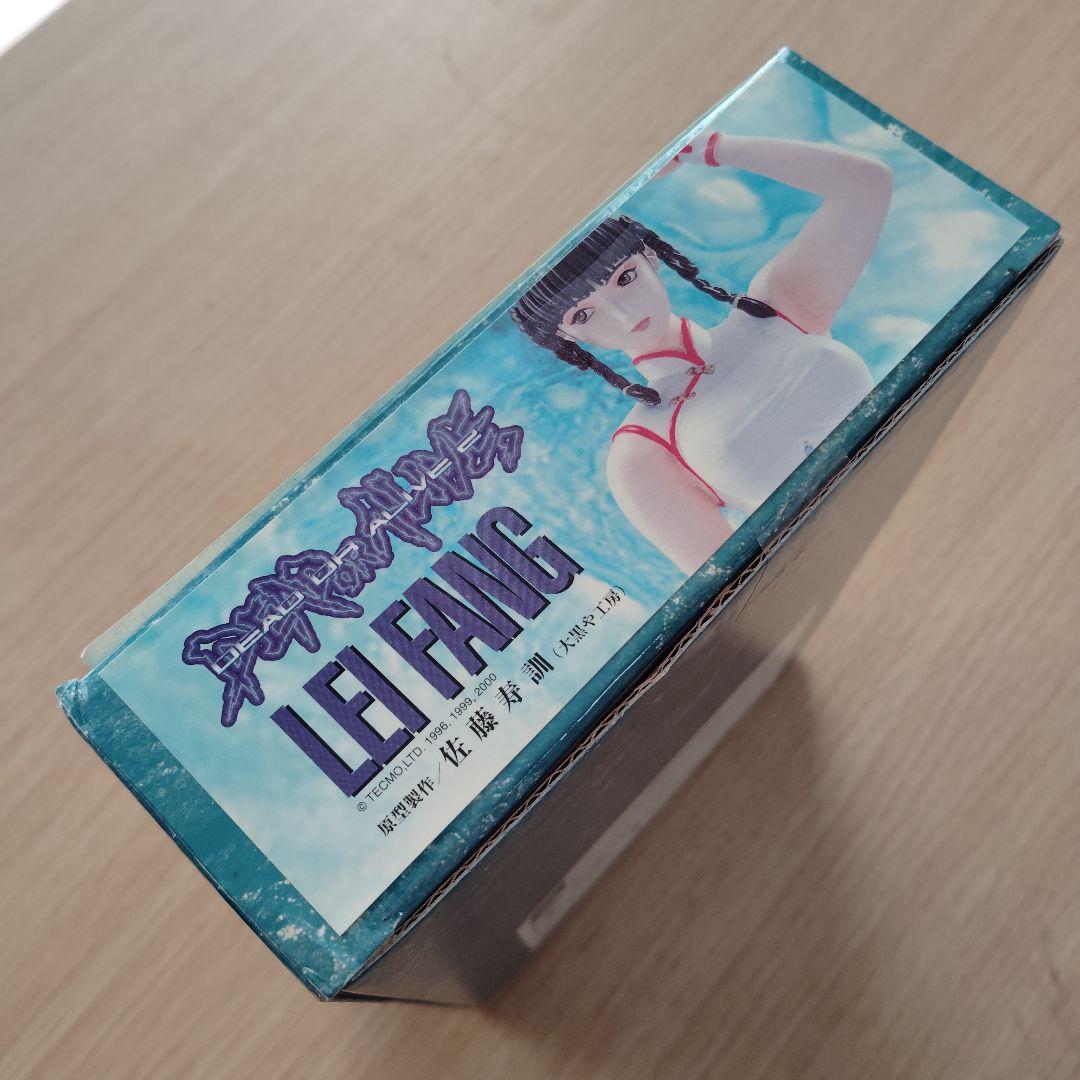 DEAD OR ALIVE 2
LEI FANG
© TECMO,LTD. 1996, 1999, 2000
原型製作／佐藤寿訓（大黒や工房）